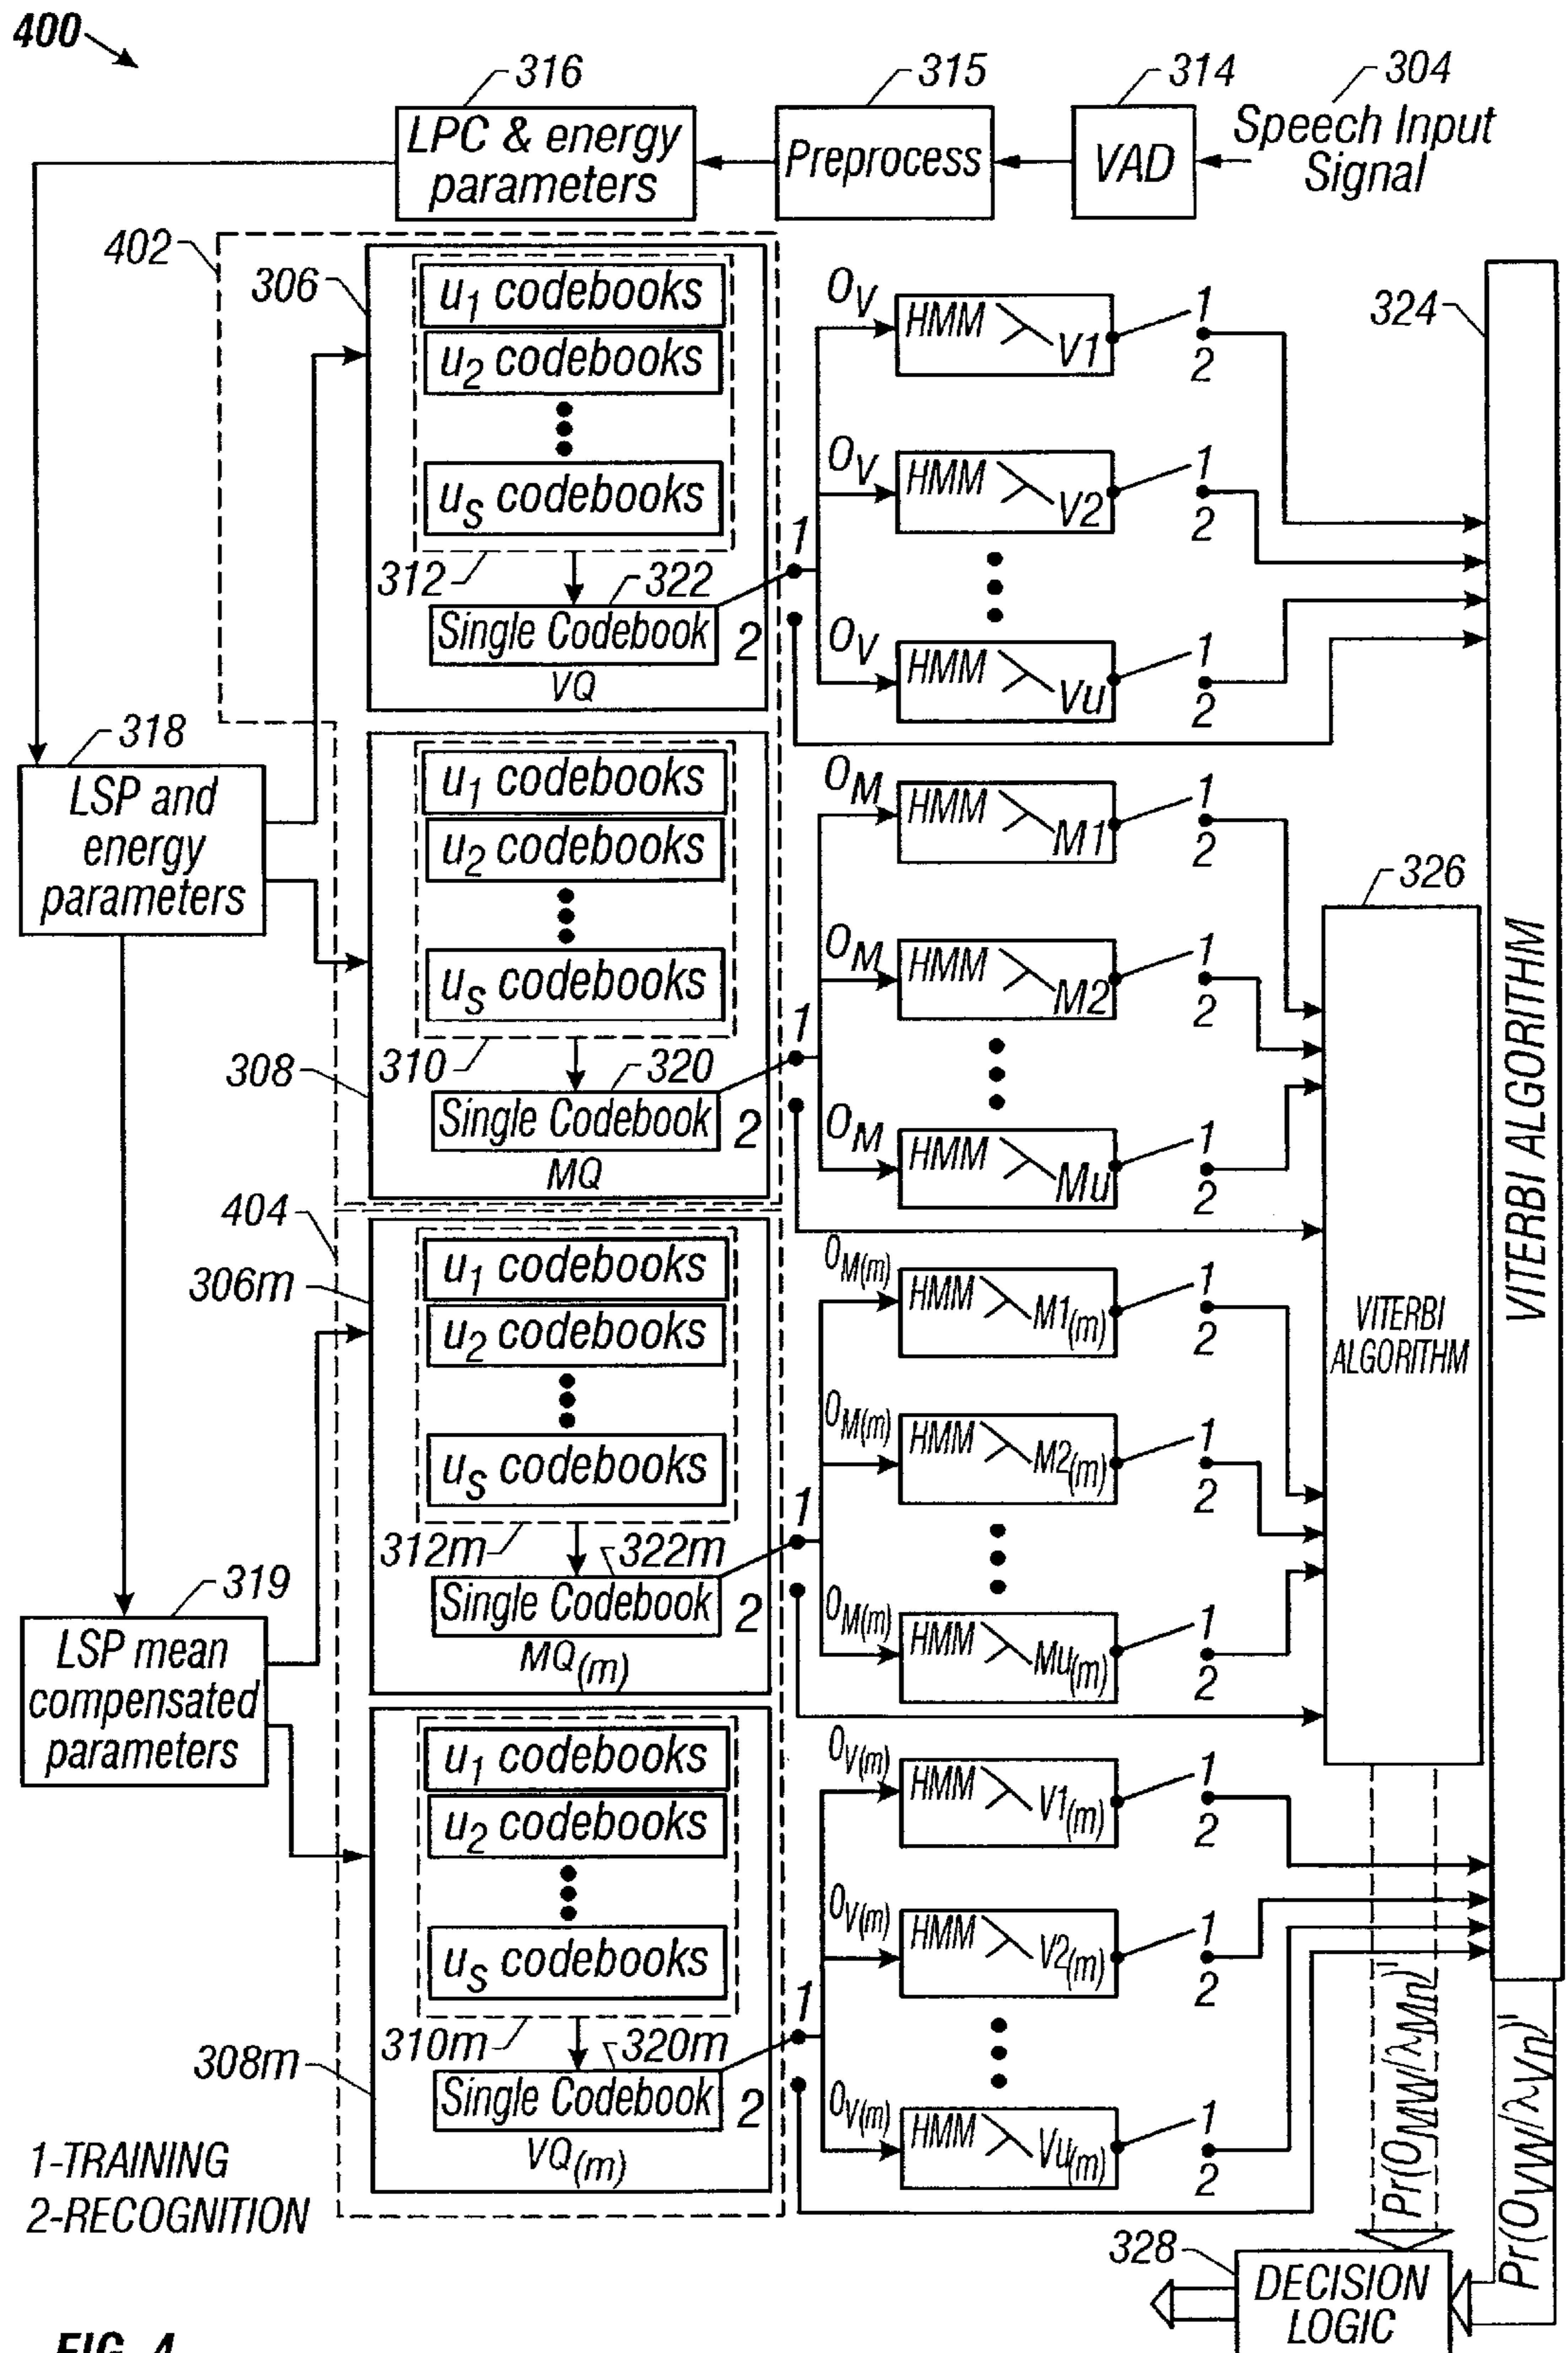 400
316
315
314
304
LPC & energy
parameters
Preprocess
VAD
Speech Input
Signal
402
306
u1 codebooks
u2 codebooks
us codebooks
312
322
Single Codebook
VQ
1
2
OV
HMM λ V1
1
2
OV
HMM λ V2
1
2
OV
HMM λ Vu
1
2
324
VITERBI ALGORITHM
318
LSP and
energy
parameters
308
u1 codebooks
u2 codebooks
us codebooks
310
320
Single Codebook
MQ
1
2
OM
HMM λ M1
1
2
OM
HMM λ M2
1
2
OM
HMM λ Mu
1
2
326
VITERBI
ALGORITHM
404
306m
u1 codebooks
u2 codebooks
us codebooks
312m
322m
Single Codebook
MQ(m)
1
2
OM(m)
HMM λ M1(m)
1
2
OM(m)
HMM λ M2(m)
1
2
OM(m)
HMM λ Mu(m)
1
2
319
LSP mean
compensated
parameters
308m
u1 codebooks
u2 codebooks
us codebooks
310m
320m
Single Codebook
VQ(m)
1
2
OV(m)
HMM λ V1(m)
1
2
OV(m)
HMM λ V2(m)
1
2
OV(m)
HMM λ Vu(m)
1
2
Pr(OMW/λMn)'
Pr(OVW/λVn)'
1-TRAINING
2-RECOGNITION
328
DECISION
LOGIC
FIG. 4